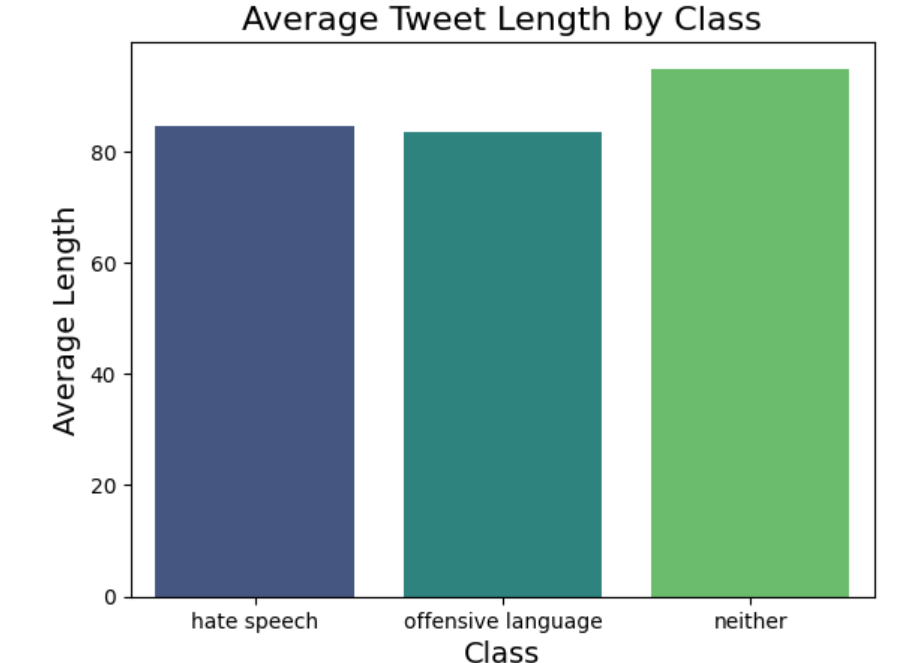 Average Tweet Length by Class
Average Length
80
60
40
20
0
hate speech offensive language neither
Class